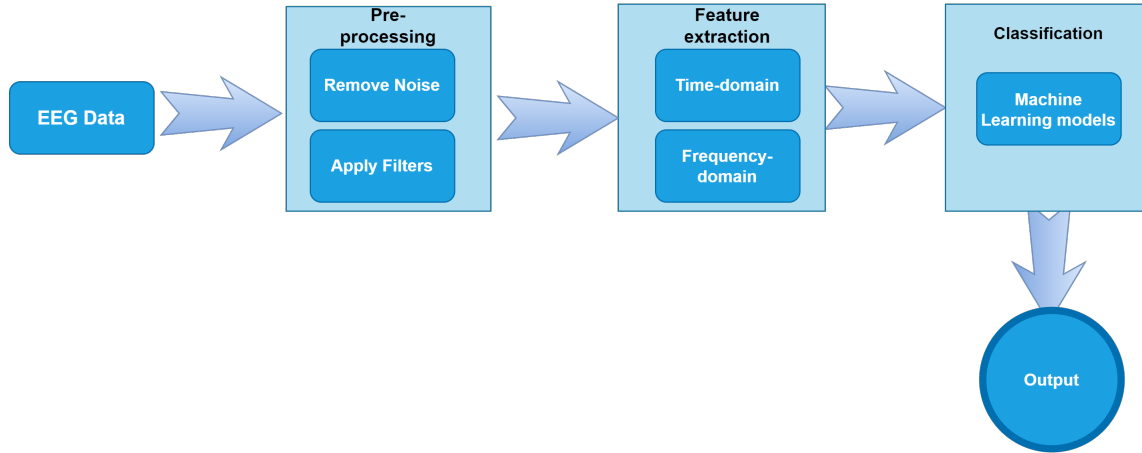 EEG Data
Pre-
processing
Remove Noise
Apply Filters
Feature
extraction
Time-domain
Frequency-
domain
Classification
Machine
Learning models
Output